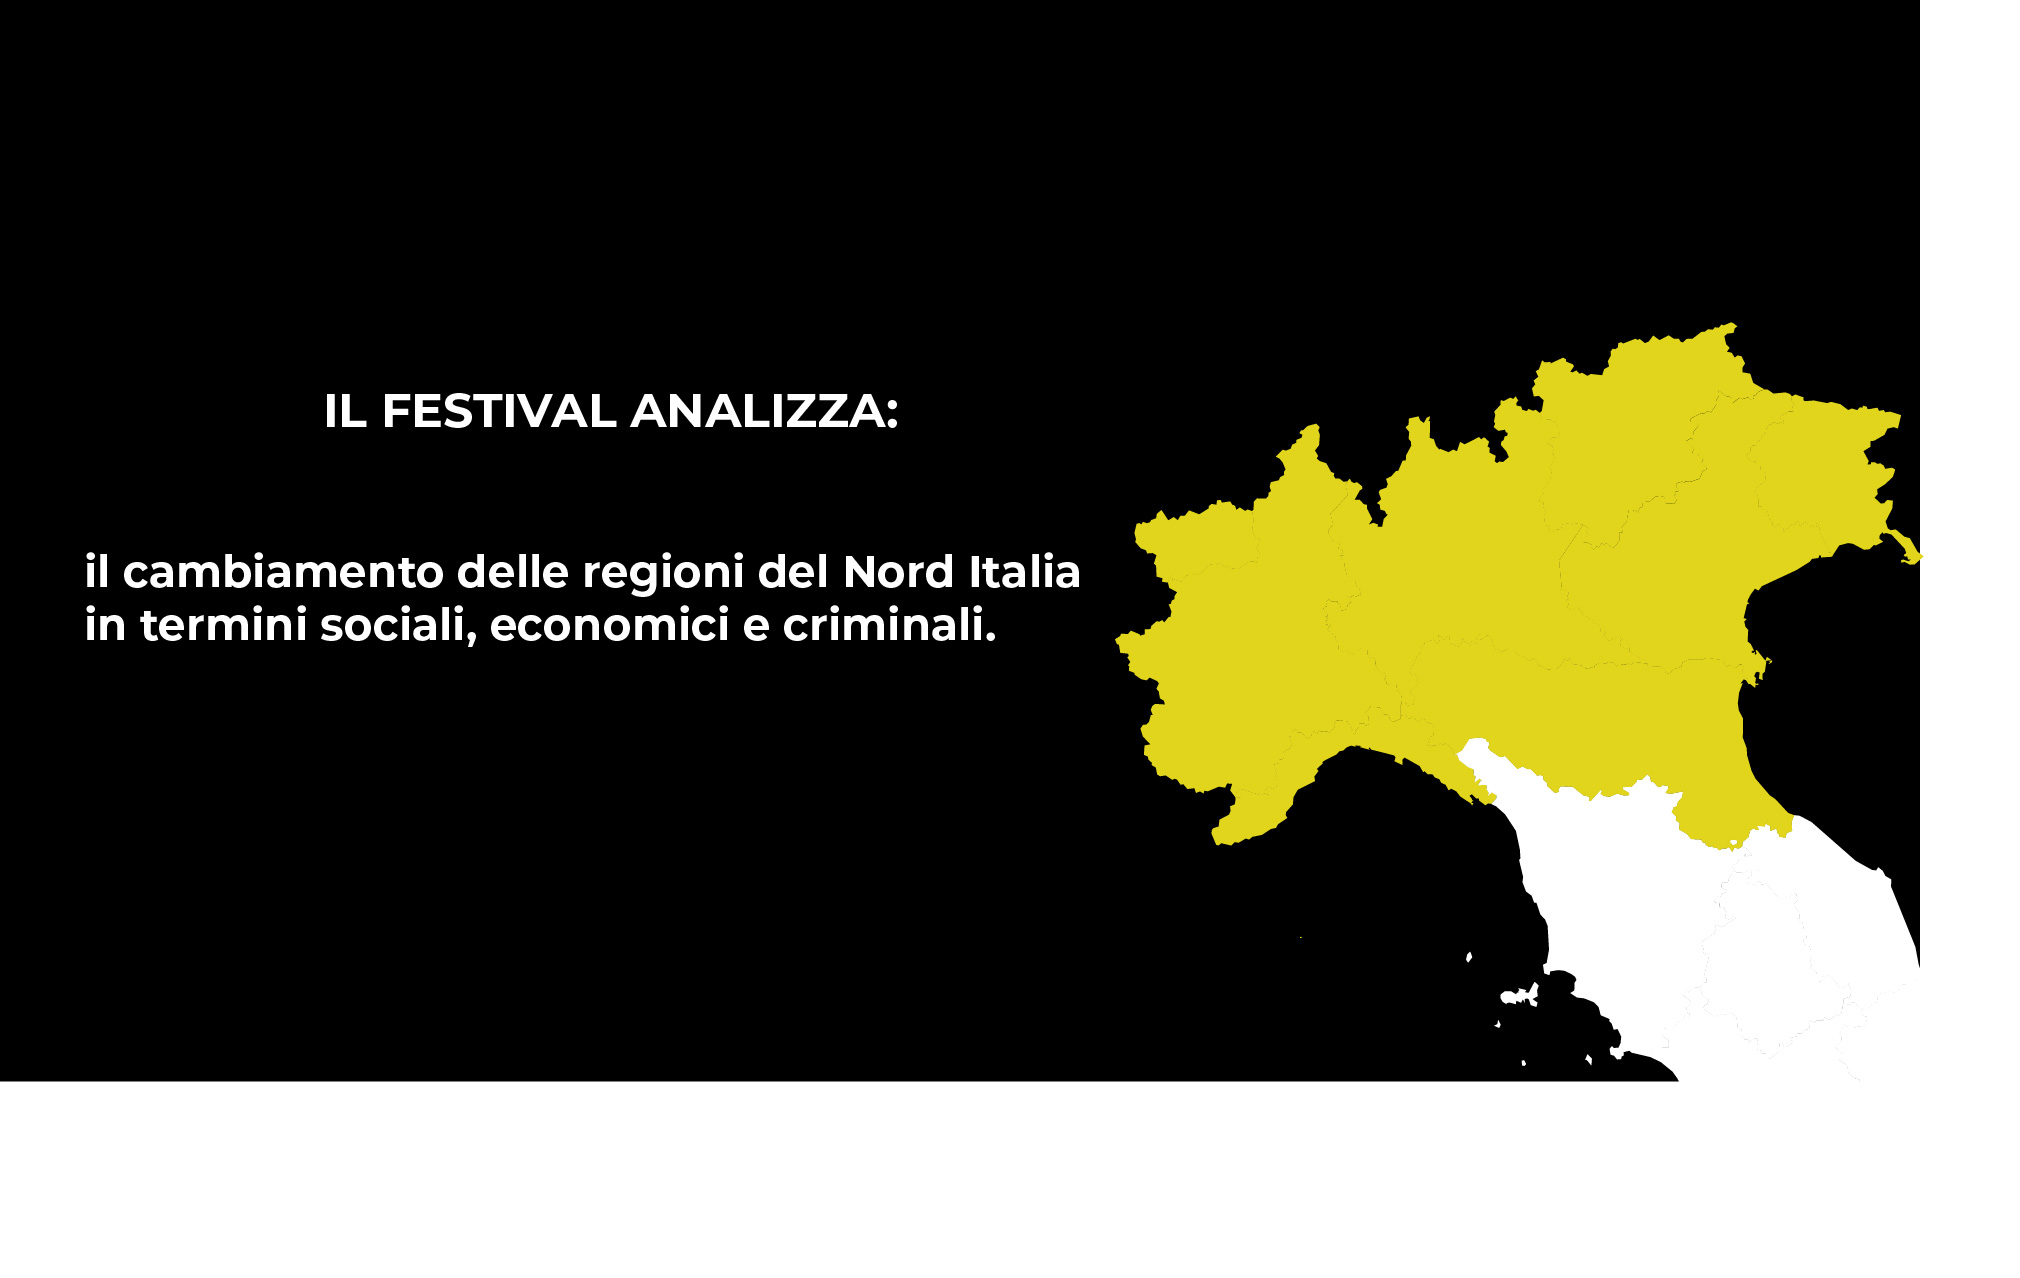 IL FESTIVAL ANALIZZA:
il cambiamento delle regioni del Nord Italia
in termini sociali, economici e criminali.